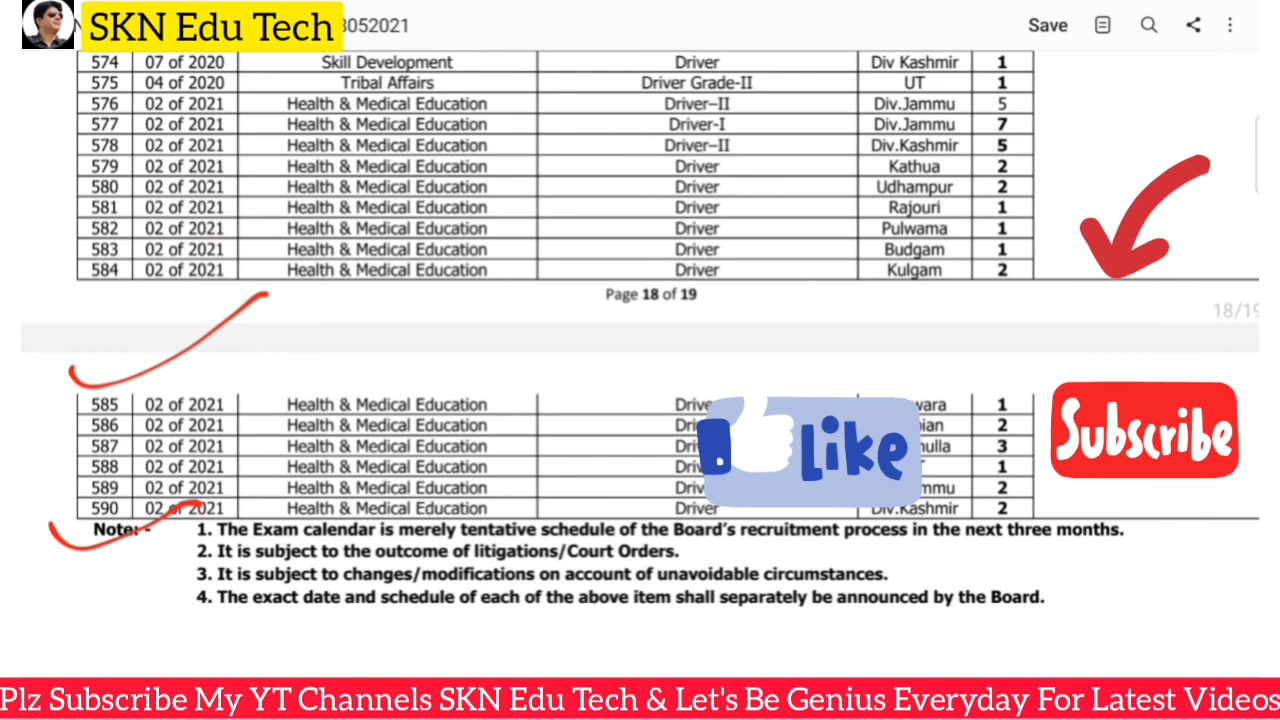 SKN Edu Tech 3052021 Save
574 07 of 2020 Skill Development Driver Div Kashmir 1
575 04 of 2020 Tribal Affairs Driver Grade-II UT 1
576 02 of 2021 Health & Medical Education Driver–II Div.Jammu 5
577 02 of 2021 Health & Medical Education Driver-I Div.Jammu 7
578 02 of 2021 Health & Medical Education Driver–II Div.Kashmir 5
579 02 of 2021 Health & Medical Education Driver Kathua 2
580 02 of 2021 Health & Medical Education Driver Udhampur 2
581 02 of 2021 Health & Medical Education Driver Rajouri 1
582 02 of 2021 Health & Medical Education Driver Pulwama 1
583 02 of 2021 Health & Medical Education Driver Budgam 1
584 02 of 2021 Health & Medical Education Driver Kulgam 2
Page 18 of 19
18/19
585 02 of 2021 Health & Medical Education 1
586 02 of 2021 Health & Medical Education 2
587 02 of 2021 Health & Medical Education 3
588 02 of 2021 Health & Medical Education 1
589 02 of 2021 Health & Medical Education 2
590 02 of 2021 Health & Medical Education Driver Div.Kashmir 2
Like
Subscribe
Note: - 1. The Exam calendar is merely tentative schedule of the Board's recruitment process in the next three months.
2. It is subject to the outcome of litigations/Court Orders.
3. It is subject to changes/modifications on account of unavoidable circumstances.
4. The exact date and schedule of each of the above item shall separately be announced by the Board.
Plz Subscribe My YT Channels SKN Edu Tech & Let's Be Genius Everyday For Latest Videos